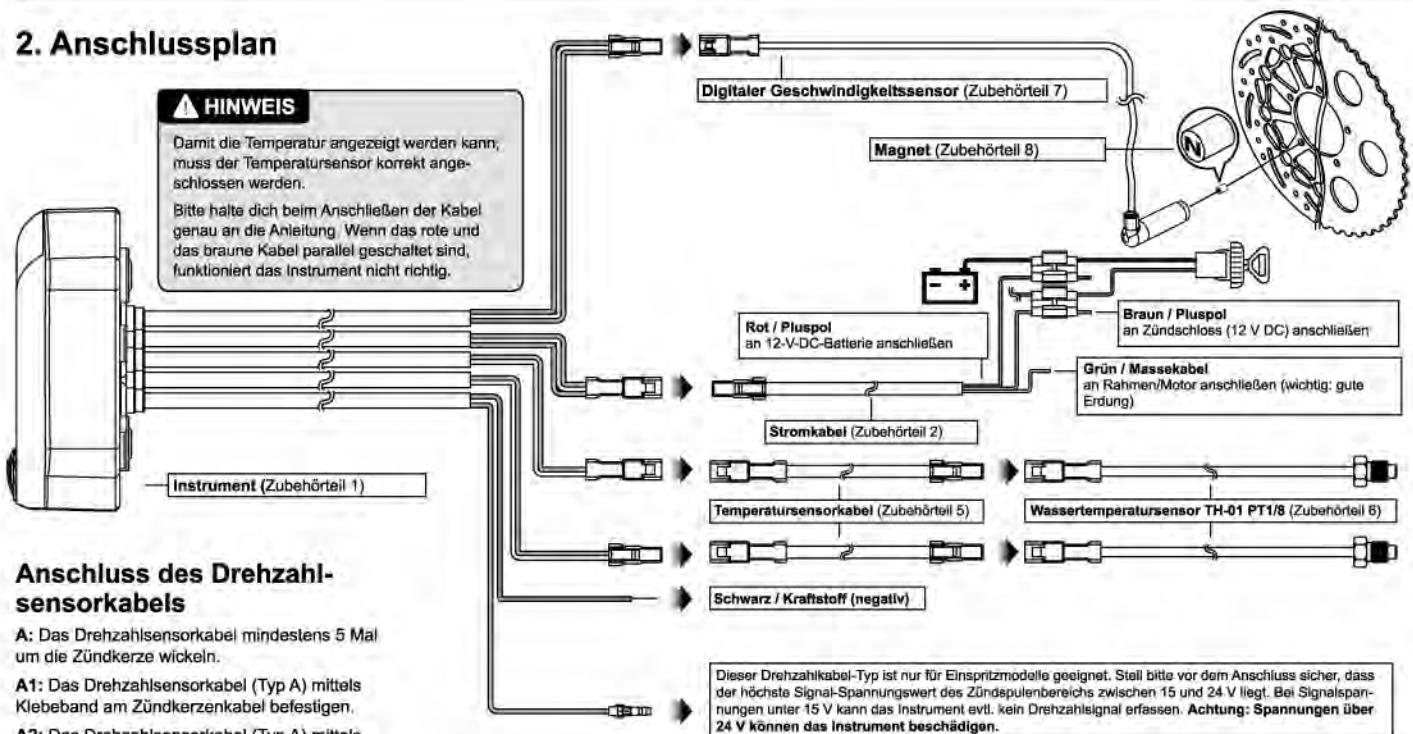 2. Anschlussplan
HINWEIS
Damit die Temperatur angezeigt werden kann,
muss der Temperatursensor korrekt ange-
schlossen werden.
Bitte halte dich beim Anschließen der Kabel
genau an die Anleitung. Wenn das rote und
das braune Kabel parallel geschaltet sind,
funktioniert das Instrument nicht richtig.
Digitaler Geschwindigkeitssensor (Zubehörteil 7)
Magnet (Zubehörteil 8)
N
- +
Rot / Pluspol
an 12-V-DC-Batterie anschließen
Braun / Pluspol
an Zündschloss (12 V DC) anschließen
Grün / Massekabel
an Rahmen/Motor anschließen (wichtig: gute
Erdung)
Stromkabel (Zubehörteil 2)
Instrument (Zubehörteil 1)
Temperatursensorkabel (Zubehörteil 5)
Wassertemperatursensor TH-01 PT1/8 (Zubehörteil 6)
Schwarz / Kraftstoff (negativ)
Anschluss des Drehzahl-
sensorkabels
A: Das Drehzahlsensorkabel mindestens 5 Mal
um die Zündkerze wickeln.
A1: Das Drehzahlsensorkabel (Typ A) mittels
Klebeband am Zündkerzenkabel befestigen.
A2: Das Drehzahlsensorkabel (Typ A) mittels
Dieser Drehzahlkabel-Typ ist nur für Einspritzmodelle geeignet. Stell bitte vor dem Anschluss sicher, dass
der höchste Signal-Spannungswert des Zündspulenbereichs zwischen 15 und 24 V liegt. Bei Signalspan-
nungen unter 15 V kann das Instrument evtl. kein Drehzahlsignal erfassen. Achtung: Spannungen über
24 V können das Instrument beschädigen.